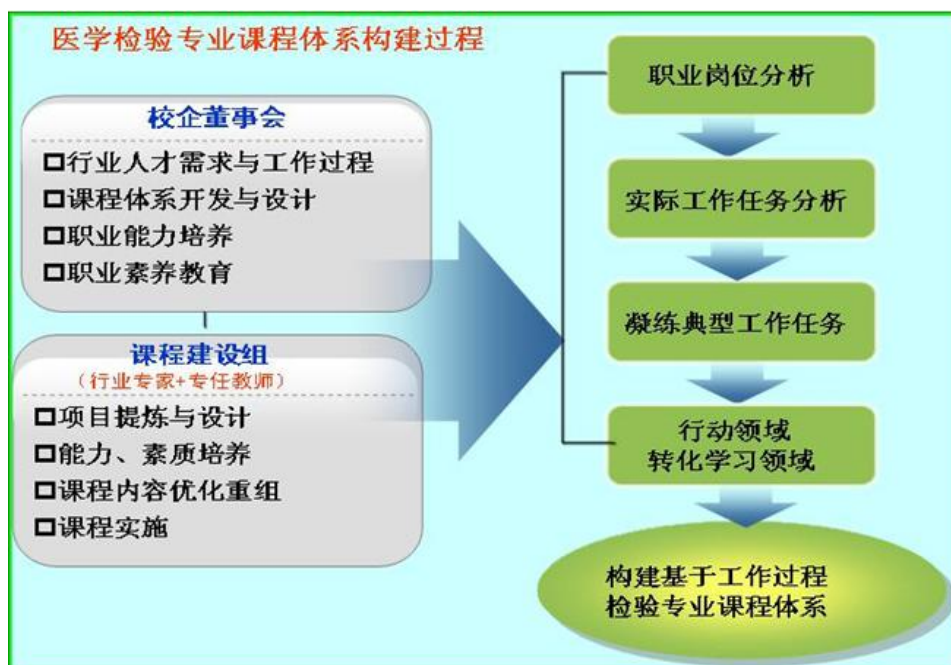 医学检验专业课程体系构建过程
校企董事会
行业人才需求与工作过程
课程体系开发与设计
职业能力培养
职业素养教育
课程建设组
（行业专家+专任教师）
项目提炼与设计
能力、素质培养
课程内容优化重组
课程实施
职业岗位分析
实际工作任务分析
凝练典型工作任务
行动领域
转化学习领域
构建基于工作过程
检验专业课程体系